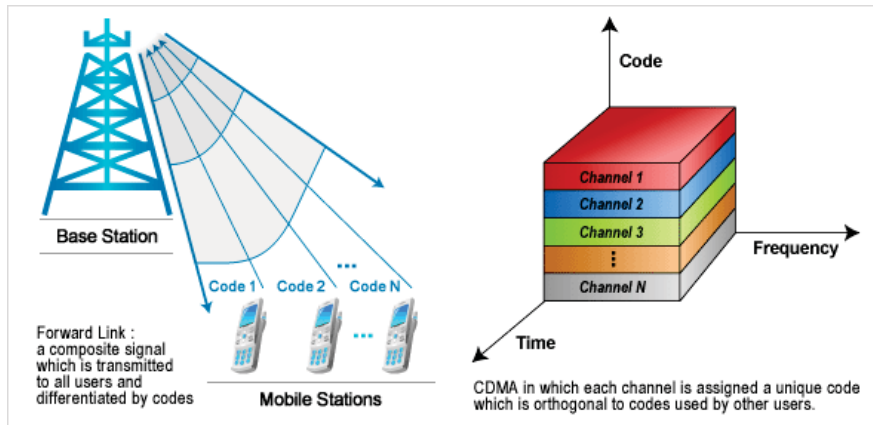 Base Station
...
Code 1 Code 2 Code N
...
Forward Link :
a composite signal
which is transmitted
to all users and
differentiated by codes
Mobile Stations
Code
Channel 1
Channel 2
Channel 3
⋮
Channel N
Frequency
Time
CDMA in which each channel is assigned a unique code
which is orthogonal to codes used by other users.